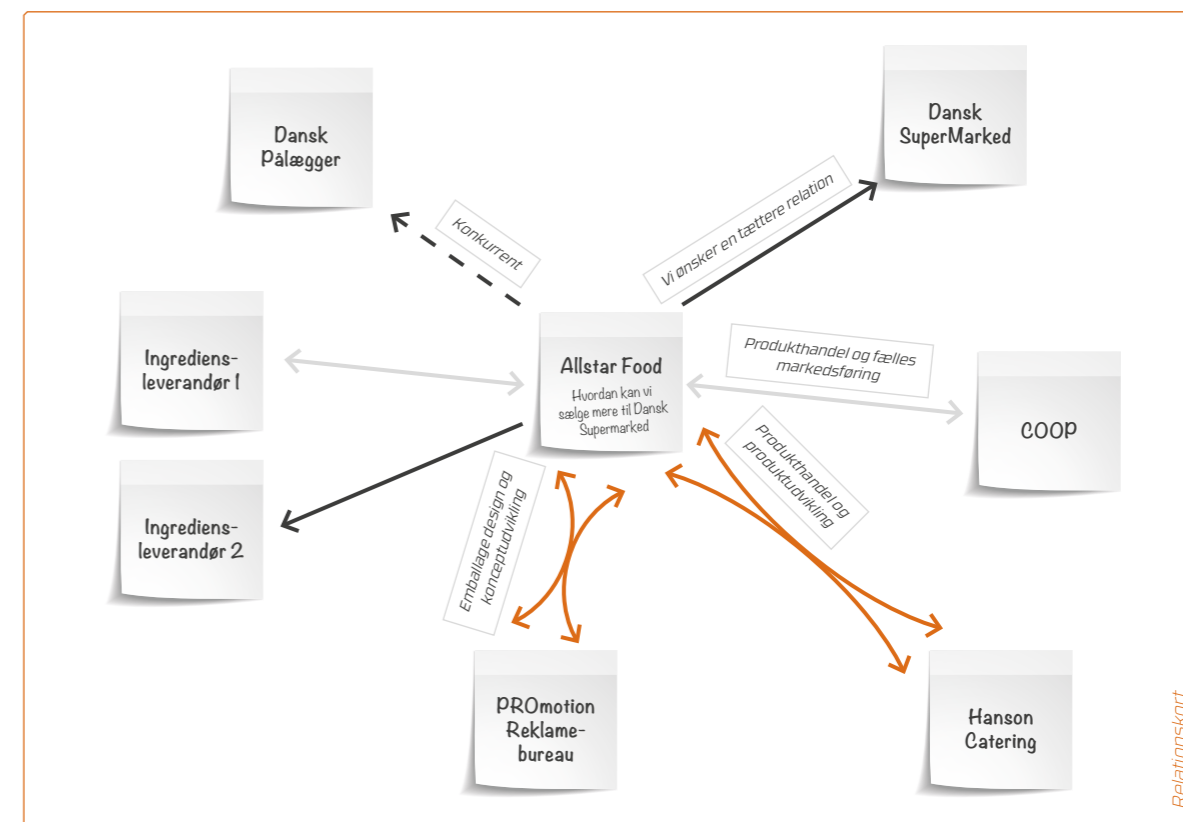 Dansk
Pålægger
Dansk
SuperMarked
Konkurrent
Vi ønsker en tættere relation
Ingrediens-
leverandør 1
Allstar Food
Hvordan kan vi
sælge mere til Dansk
Supermarked
Produkthandel og fælles
markedsføring
COOP
Ingrediens-
leverandør 2
Emballage design og
konceptudvikling
Produkthandel og
produktudvikling
PROmotion
Reklame-
bureau
Hanson
Catering
Relationskort